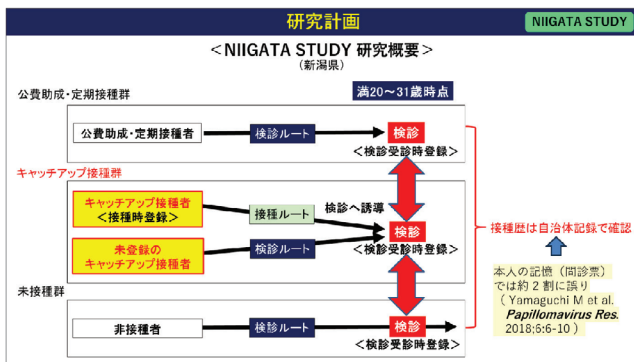 研究計画
NIIGATA STUDY
＜NIIGATA STUDY 研究概要＞
（新潟県）
公費助成・定期接種群
満20～31歳時点
公費助成・定期接種者
検診ルート
検診
＜検診受診時登録＞
キャッチアップ接種群
キャッチアップ接種者
＜接種時登録＞
接種ルート
検診へ誘導
未登録の
キャッチアップ接種者
検診ルート
検診
＜検診受診時登録＞
接種歴は自治体記録で確認
本人の記憶（問診票）
では約２割に誤り
（ Yamaguchi M et al.
Papillomavirus Res.
2018;6:6-10 ）
未接種群
非接種者
検診ルート
検診
＜検診受診時登録＞